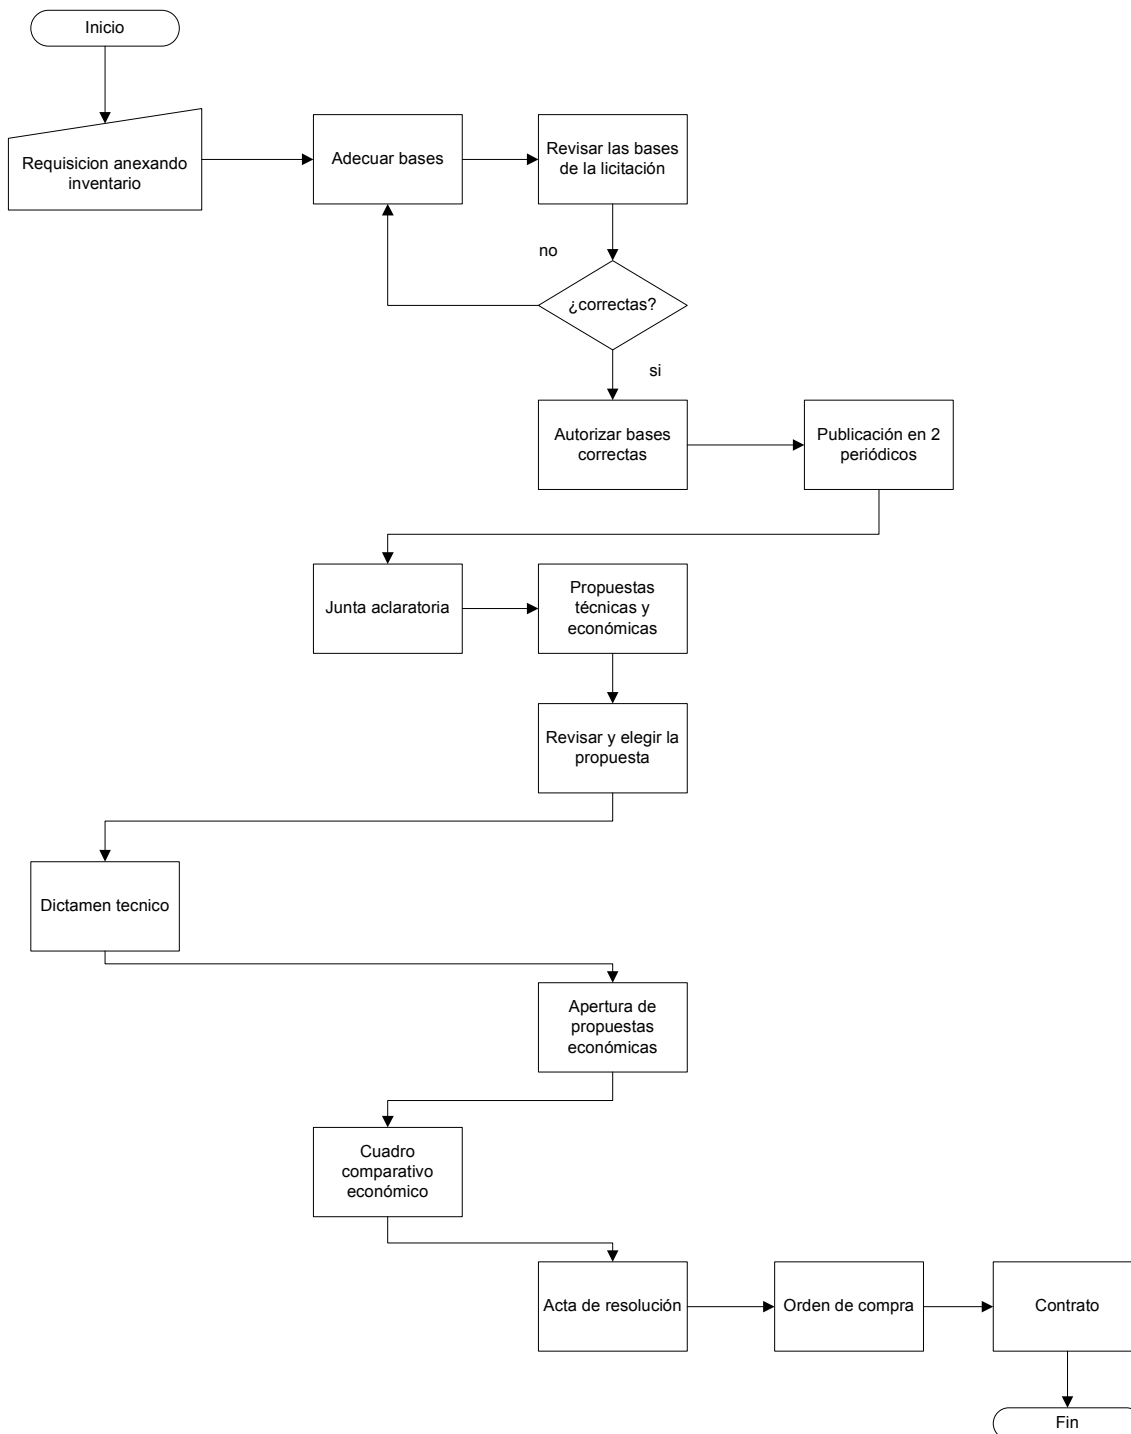 Inicio
Requisicion anexando
inventario
Adecuar bases
Revisar las bases
de la licitación
no
¿correctas?
si
Autorizar bases
correctas
Publicación en 2
periódicos
Junta aclaratoria
Propuestas
técnicas y
económicas
Revisar y elegir la
propuesta
Dictamen tecnico
Apertura de
propuestas
económicas
Cuadro
comparativo
económico
Acta de resolución
Orden de compra
Contrato
Fin